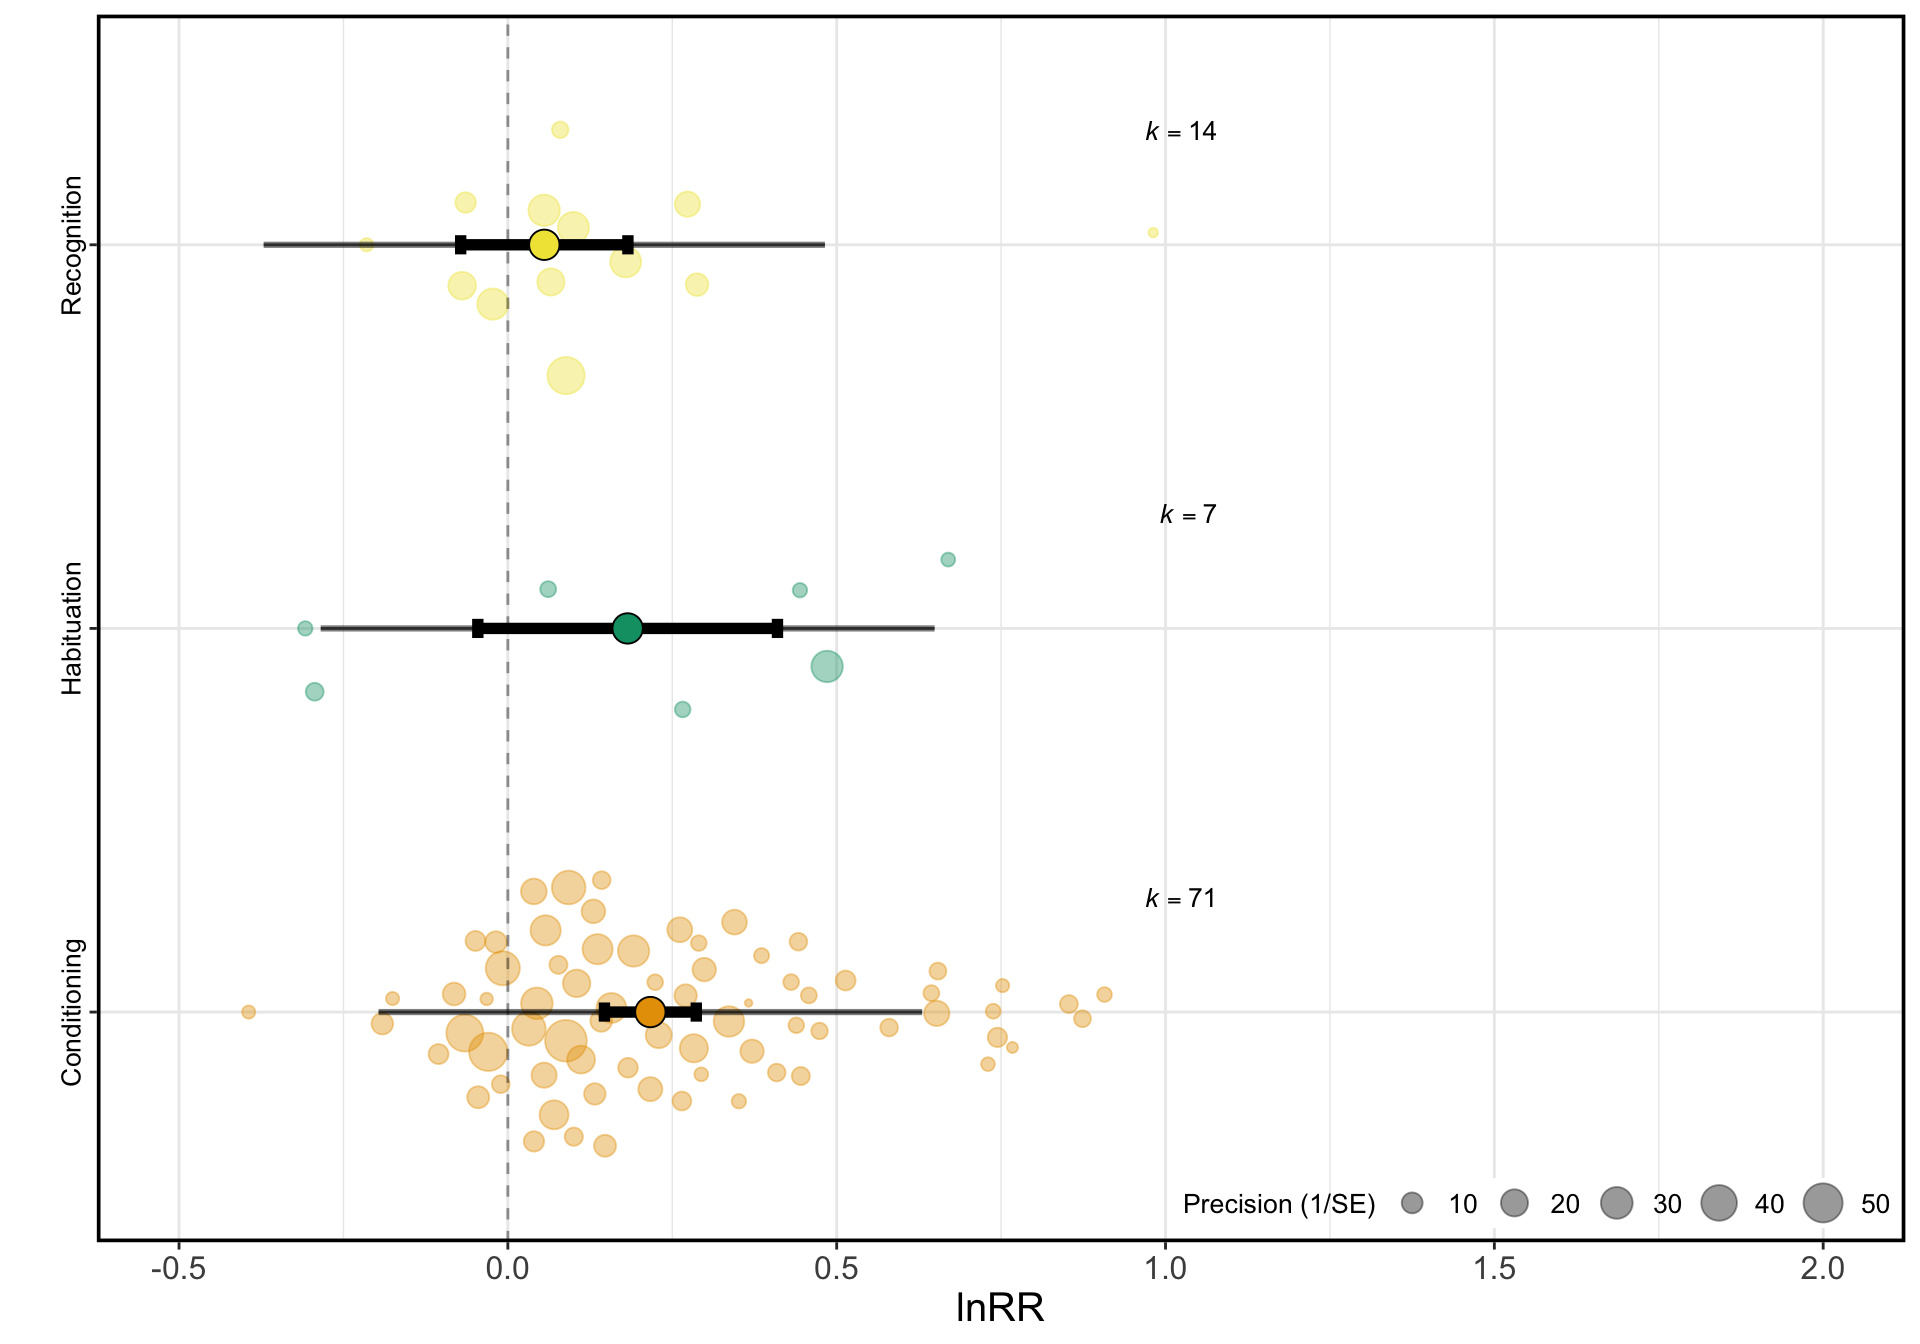 k = 14
Recognition
k = 7
Habituation
k = 71
Conditioning
Precision (1/SE) 10 20 30 40 50
-0.5 0.0 0.5 1.0 1.5 2.0
lnRR